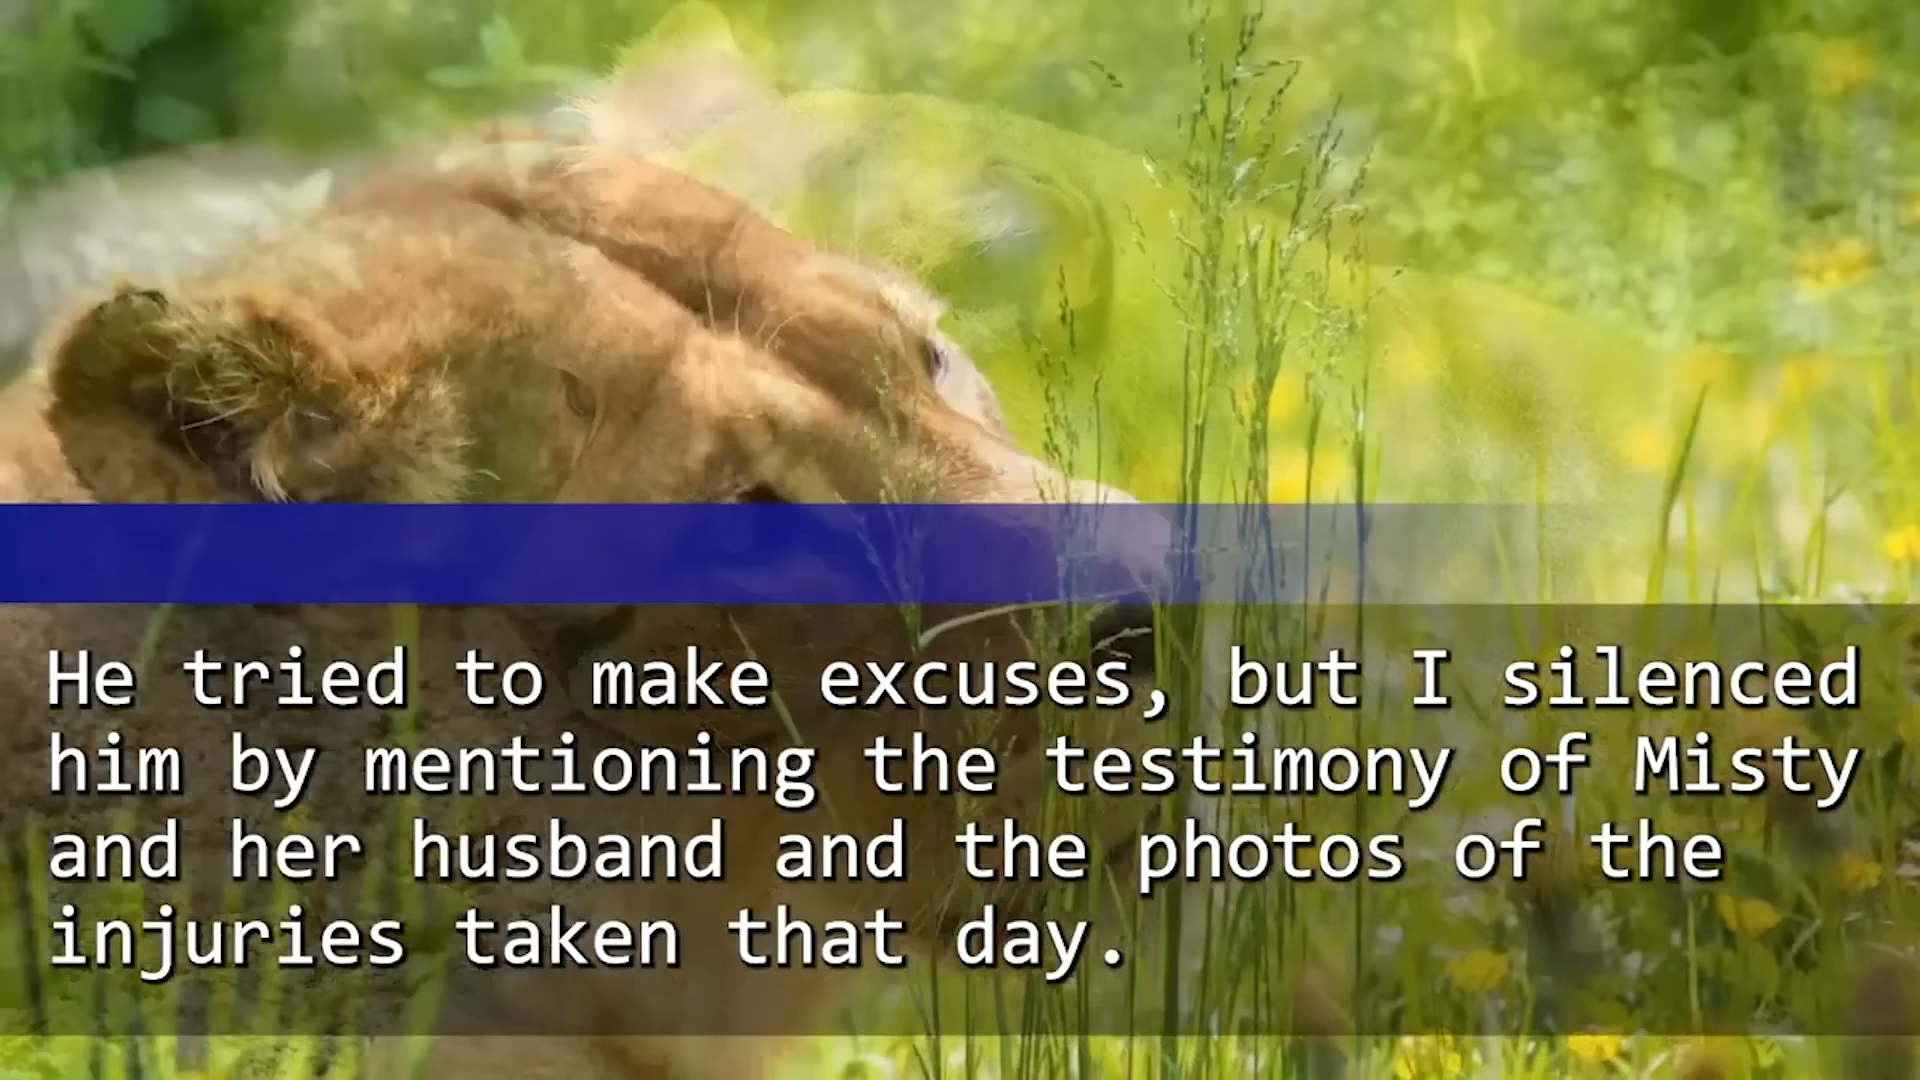 He tried to make excuses, but I silenced
him by mentioning the testimony of Misty
and her husband and the photos of the
injuries taken that day.